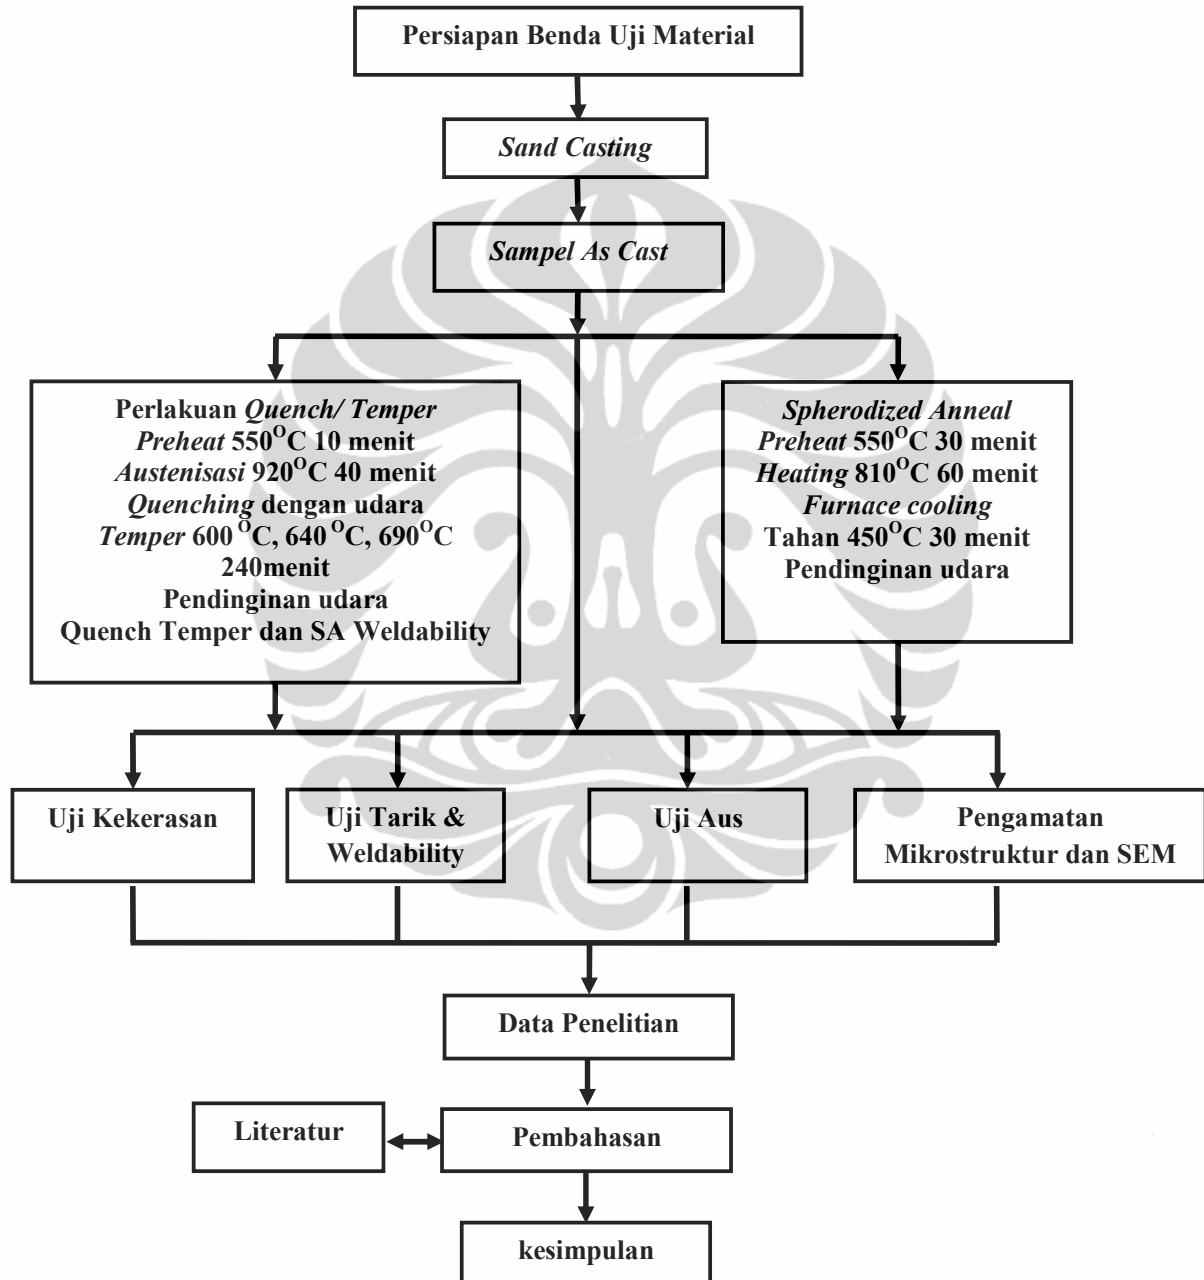 Persiapan Benda Uji Material
Sand Casting
Sampel As Cast
Perlakuan Quench/ Temper
Preheat 550°C 10 menit
Austenisasi 920°C 40 menit
Quenching dengan udara
Temper 600 °C, 640 °C, 690°C
240menit
Pendinginan udara
Quench Temper dan SA Weldability
Spherodized Anneal
Preheat 550°C 30 menit
Heating 810°C 60 menit
Furnace cooling
Tahan 450°C 30 menit
Pendinginan udara
Uji Kekerasan
Uji Tarik &
Weldability
Uji Aus
Pengamatan
Mikrostruktur dan SEM
Data Penelitian
Literatur
Pembahasan
kesimpulan